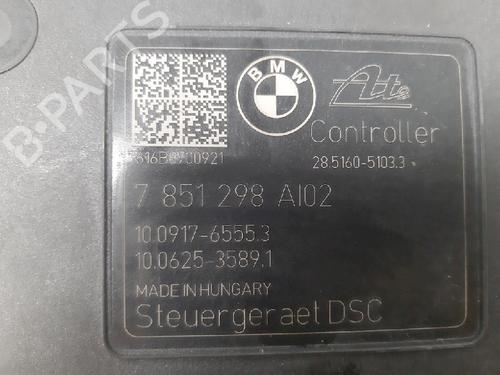 BMW
Ate
Controller
28.5160-5103.3
7 851 298 AI02
10.0917-6555.3
10.0625-3589.1
MADE IN HUNGARY
Steuergeraet DSC
B-PARTS